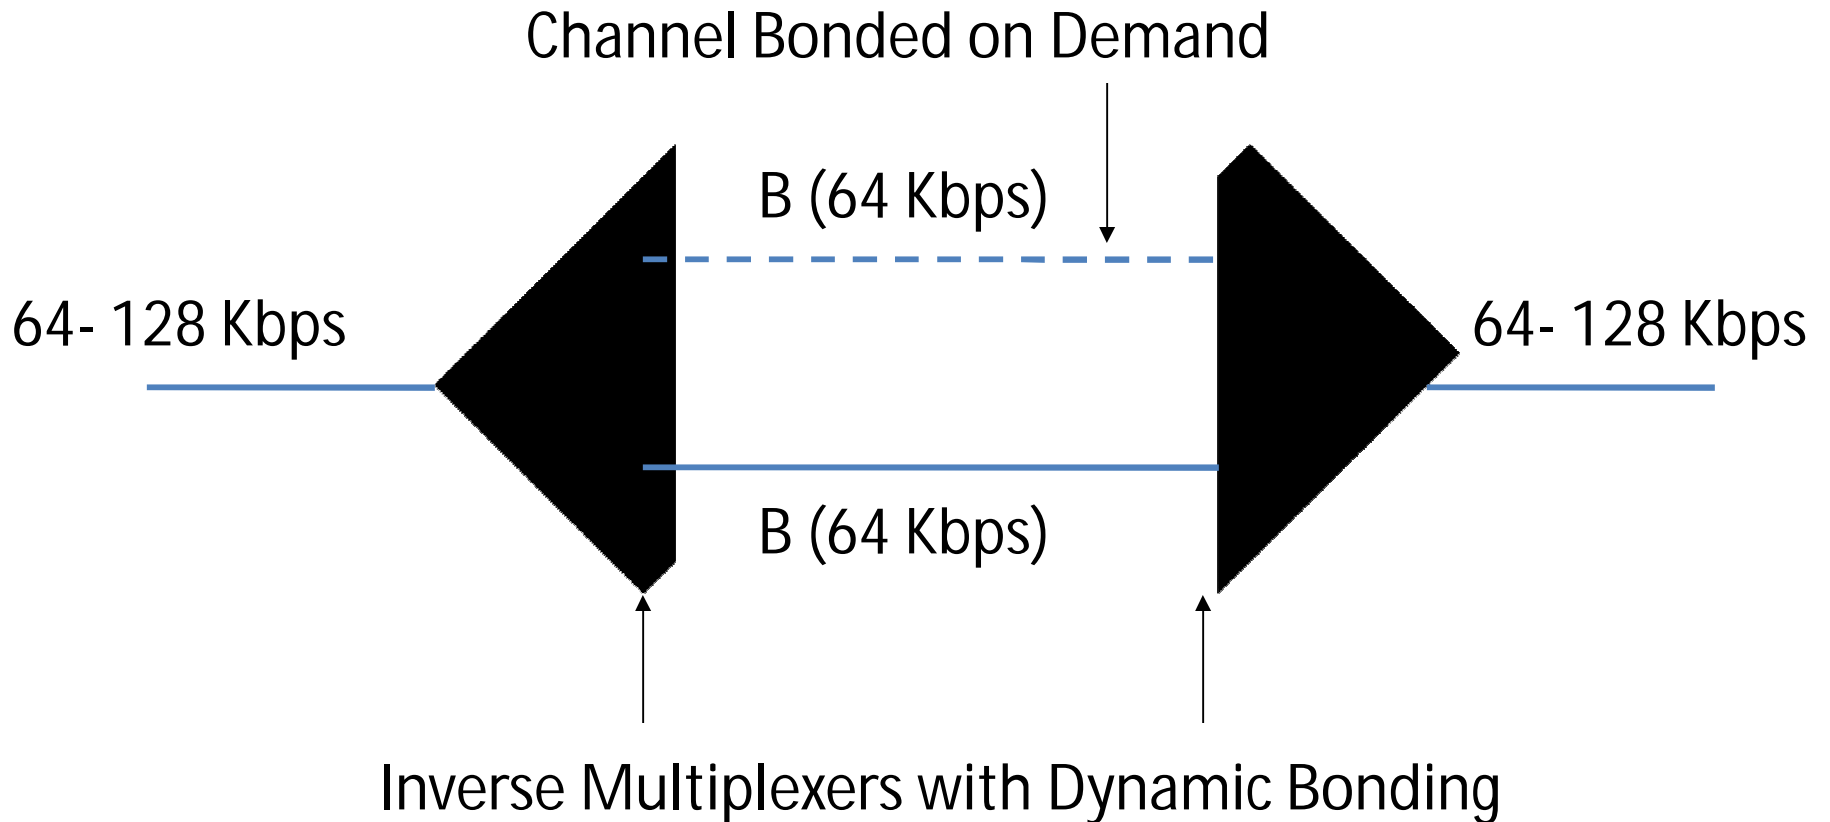 Channel Bonded on Demand
B (64 Kbps)
64- 128 Kbps
64- 128 Kbps
B (64 Kbps)
Inverse Multiplexers with Dynamic Bonding